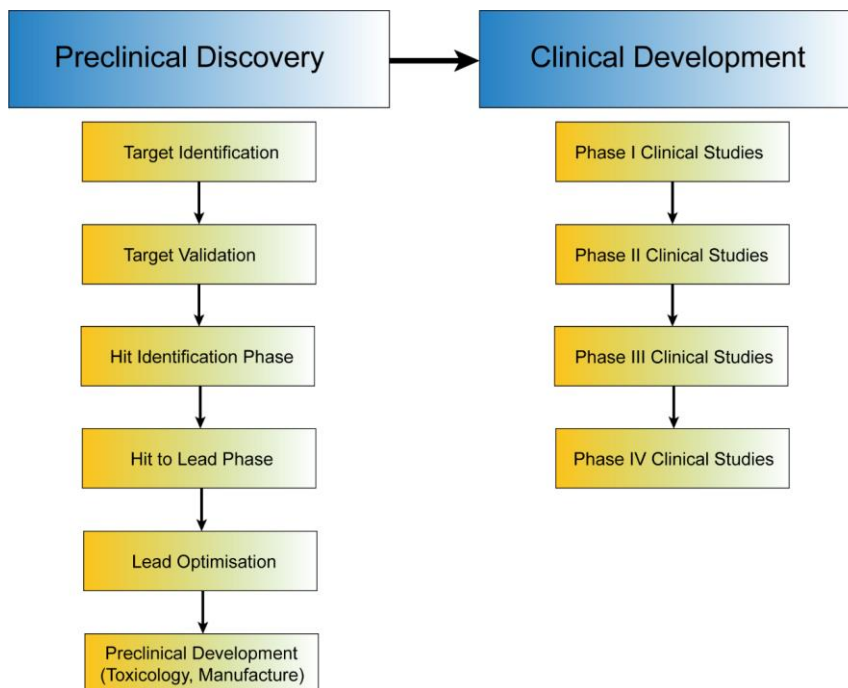 Preclinical Discovery
Clinical Development
Target Identification
Target Validation
Hit Identification Phase
Hit to Lead Phase
Lead Optimisation
Preclinical Development
(Toxicology, Manufacture)
Phase I Clinical Studies
Phase II Clinical Studies
Phase III Clinical Studies
Phase IV Clinical Studies